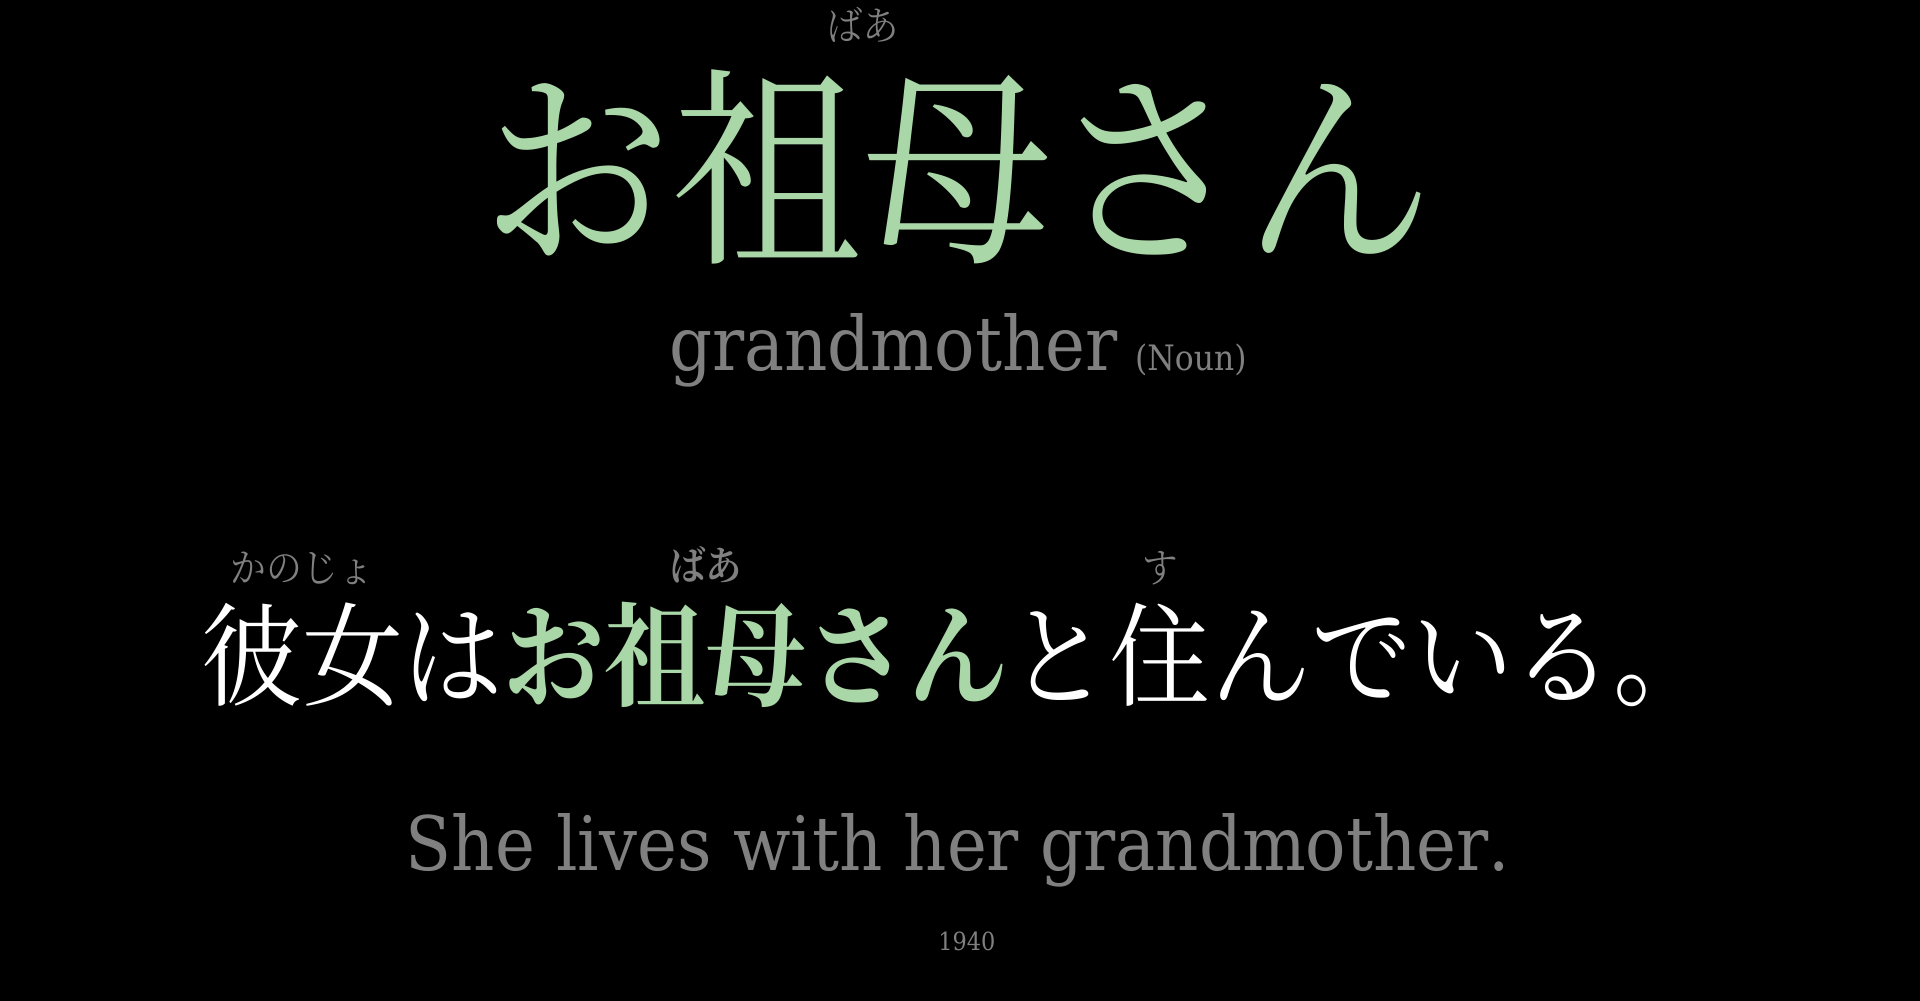 ばあ
お祖母さん
grandmother (Noun)
かのじょ ばあ す
彼女はお祖母さんと住んでいる。
She lives with her grandmother.
1940